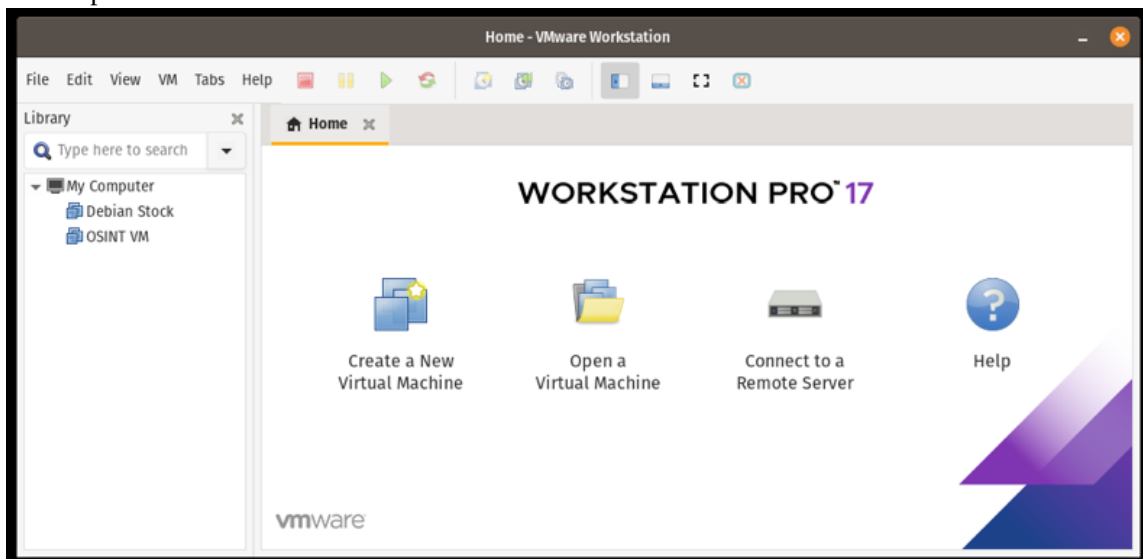 Home - VMware Workstation
File Edit View VM Tabs Help
Library
Home
Type here to search
My Computer
Debian Stock
OSINT VM
WORKSTATION PRO™ 17
Create a New
Virtual Machine
Open a
Virtual Machine
Connect to a
Remote Server
Help
vmware